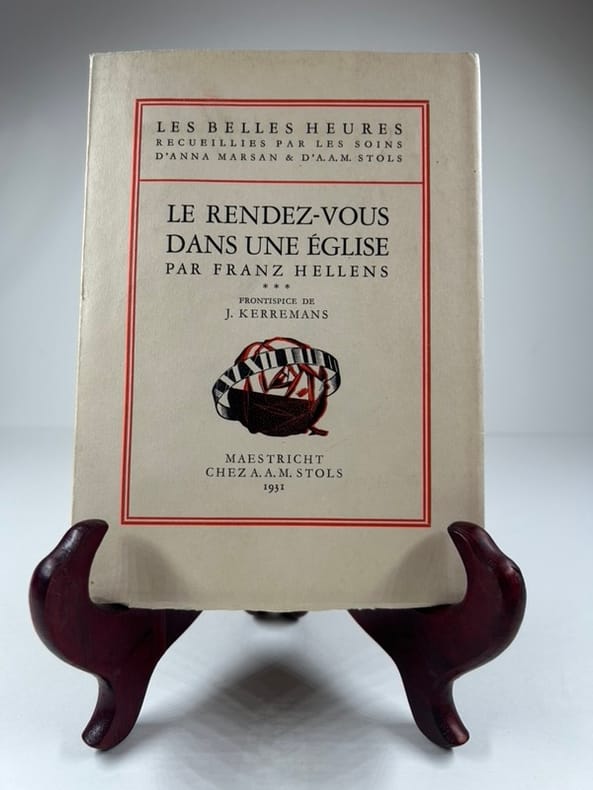 LES BELLES HEURES
RECUEILLIES PAR LES SOINS
D'ANNA MARSAN & D'A.A.M. STOLS
LE RENDEZ-VOUS
DANS UNE ÉGLISE
PAR FRANZ HELLENS
* * *
FRONTISPICE DE
J. KERREMANS
MAESTRICHT
CHEZ A. A. M. STOLS
1931